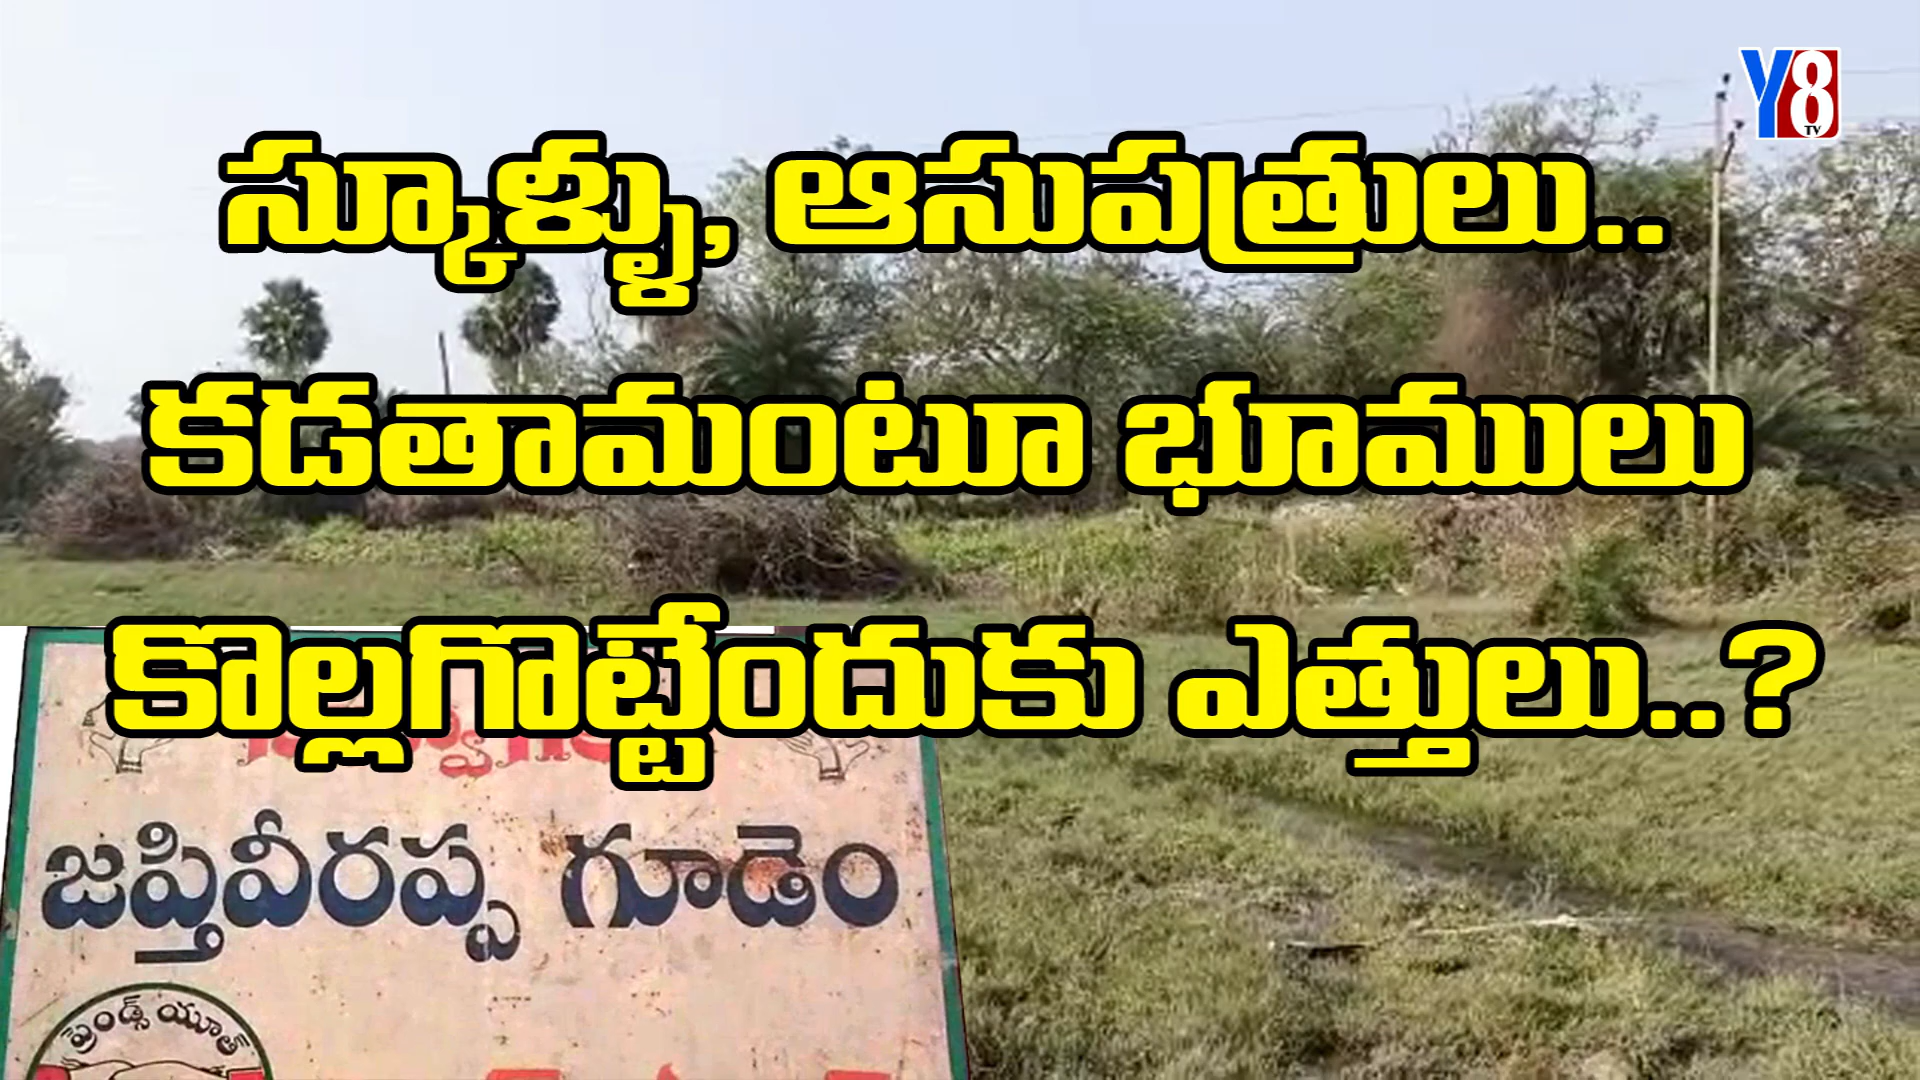 Y8
TV
స్కూళ్ళు, ఆసుపత్రులు..
కడతామంటూ భూములు
కొల్లగొట్టేందుకు ఎత్తులు..?
జప్తివీరప్ప గూడెం
ఫ్రెండ్స్ యూత్